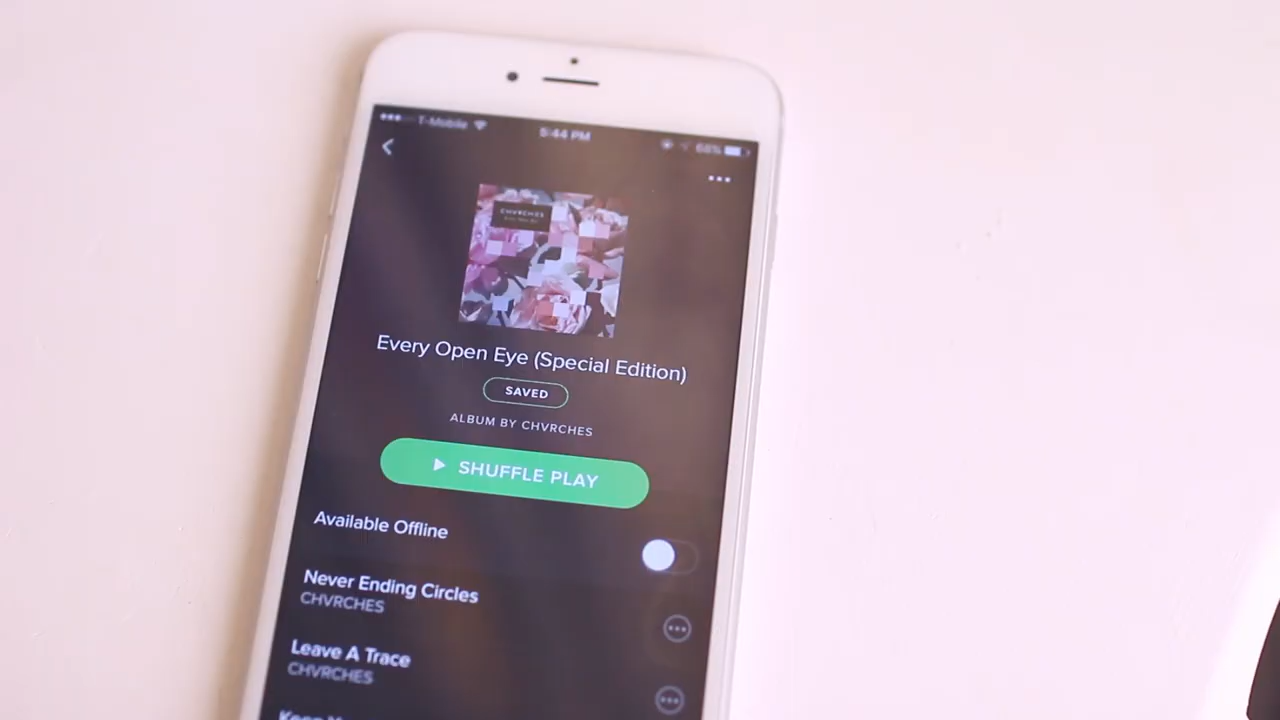 T-Mobile
5:44 PM
68%
CHVRCHES
Every Open Eye (Special Edition)
SAVED
ALBUM BY CHVRCHES
SHUFFLE PLAY
Available Offline
Never Ending Circles
CHVRCHES
Leave A Trace
CHVRCHES
Keep